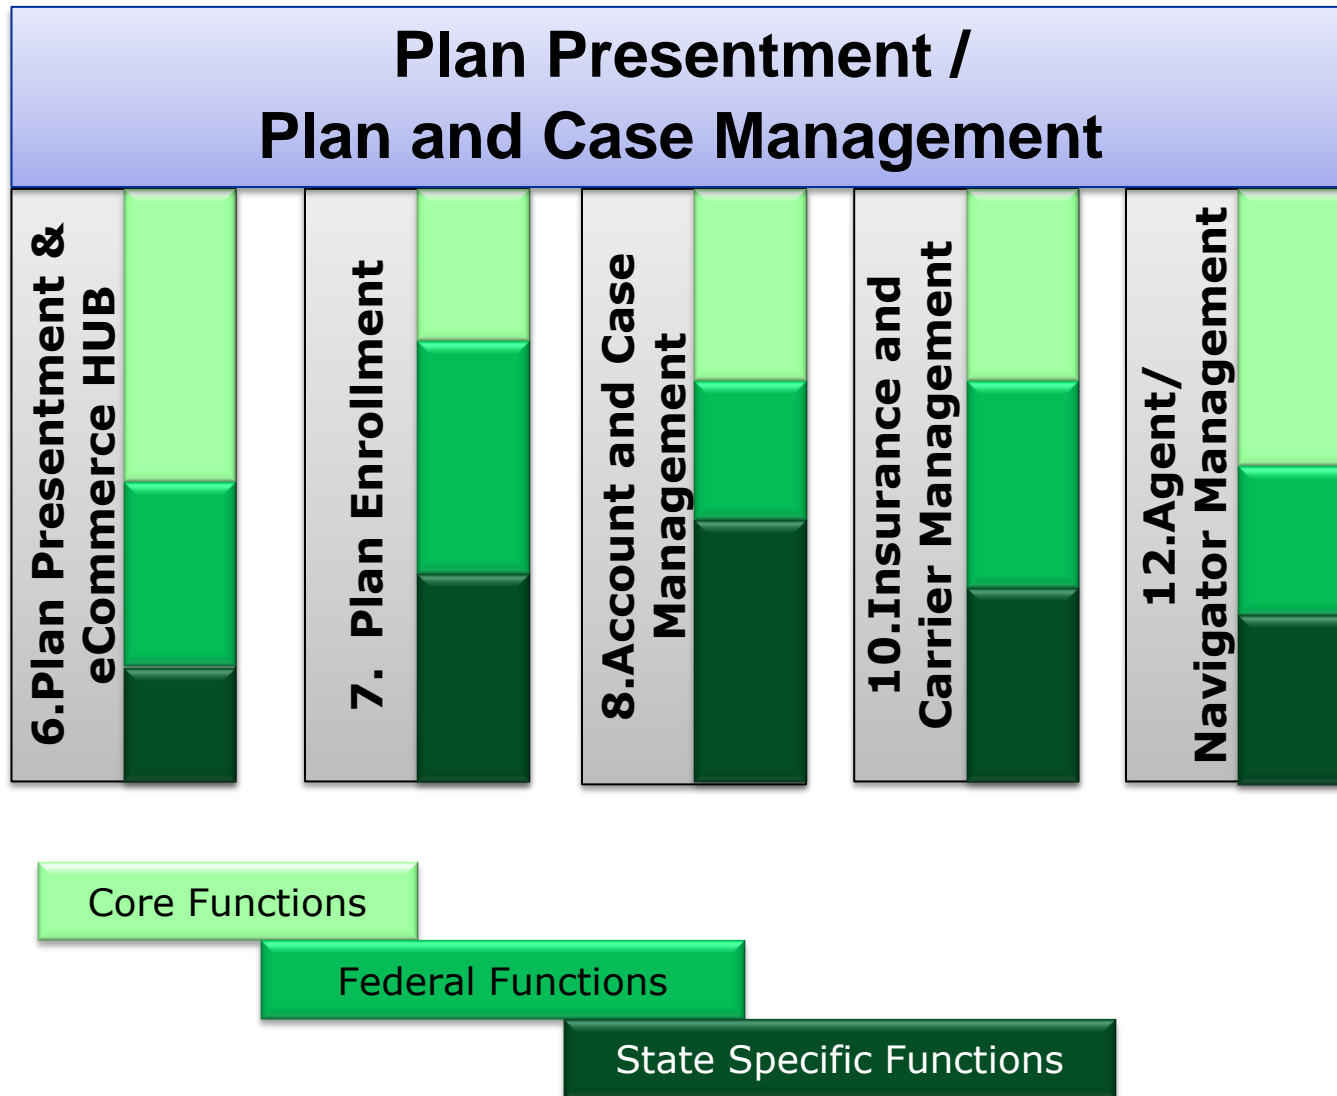 Plan Presentment /
Plan and Case Management
6.Plan Presentment &
eCommerce HUB
7. Plan Enrollment
8.Account and Case
Management
10.Insurance and
Carrier Management
12.Agent/
Navigator Management
Core Functions
Federal Functions
State Specific Functions